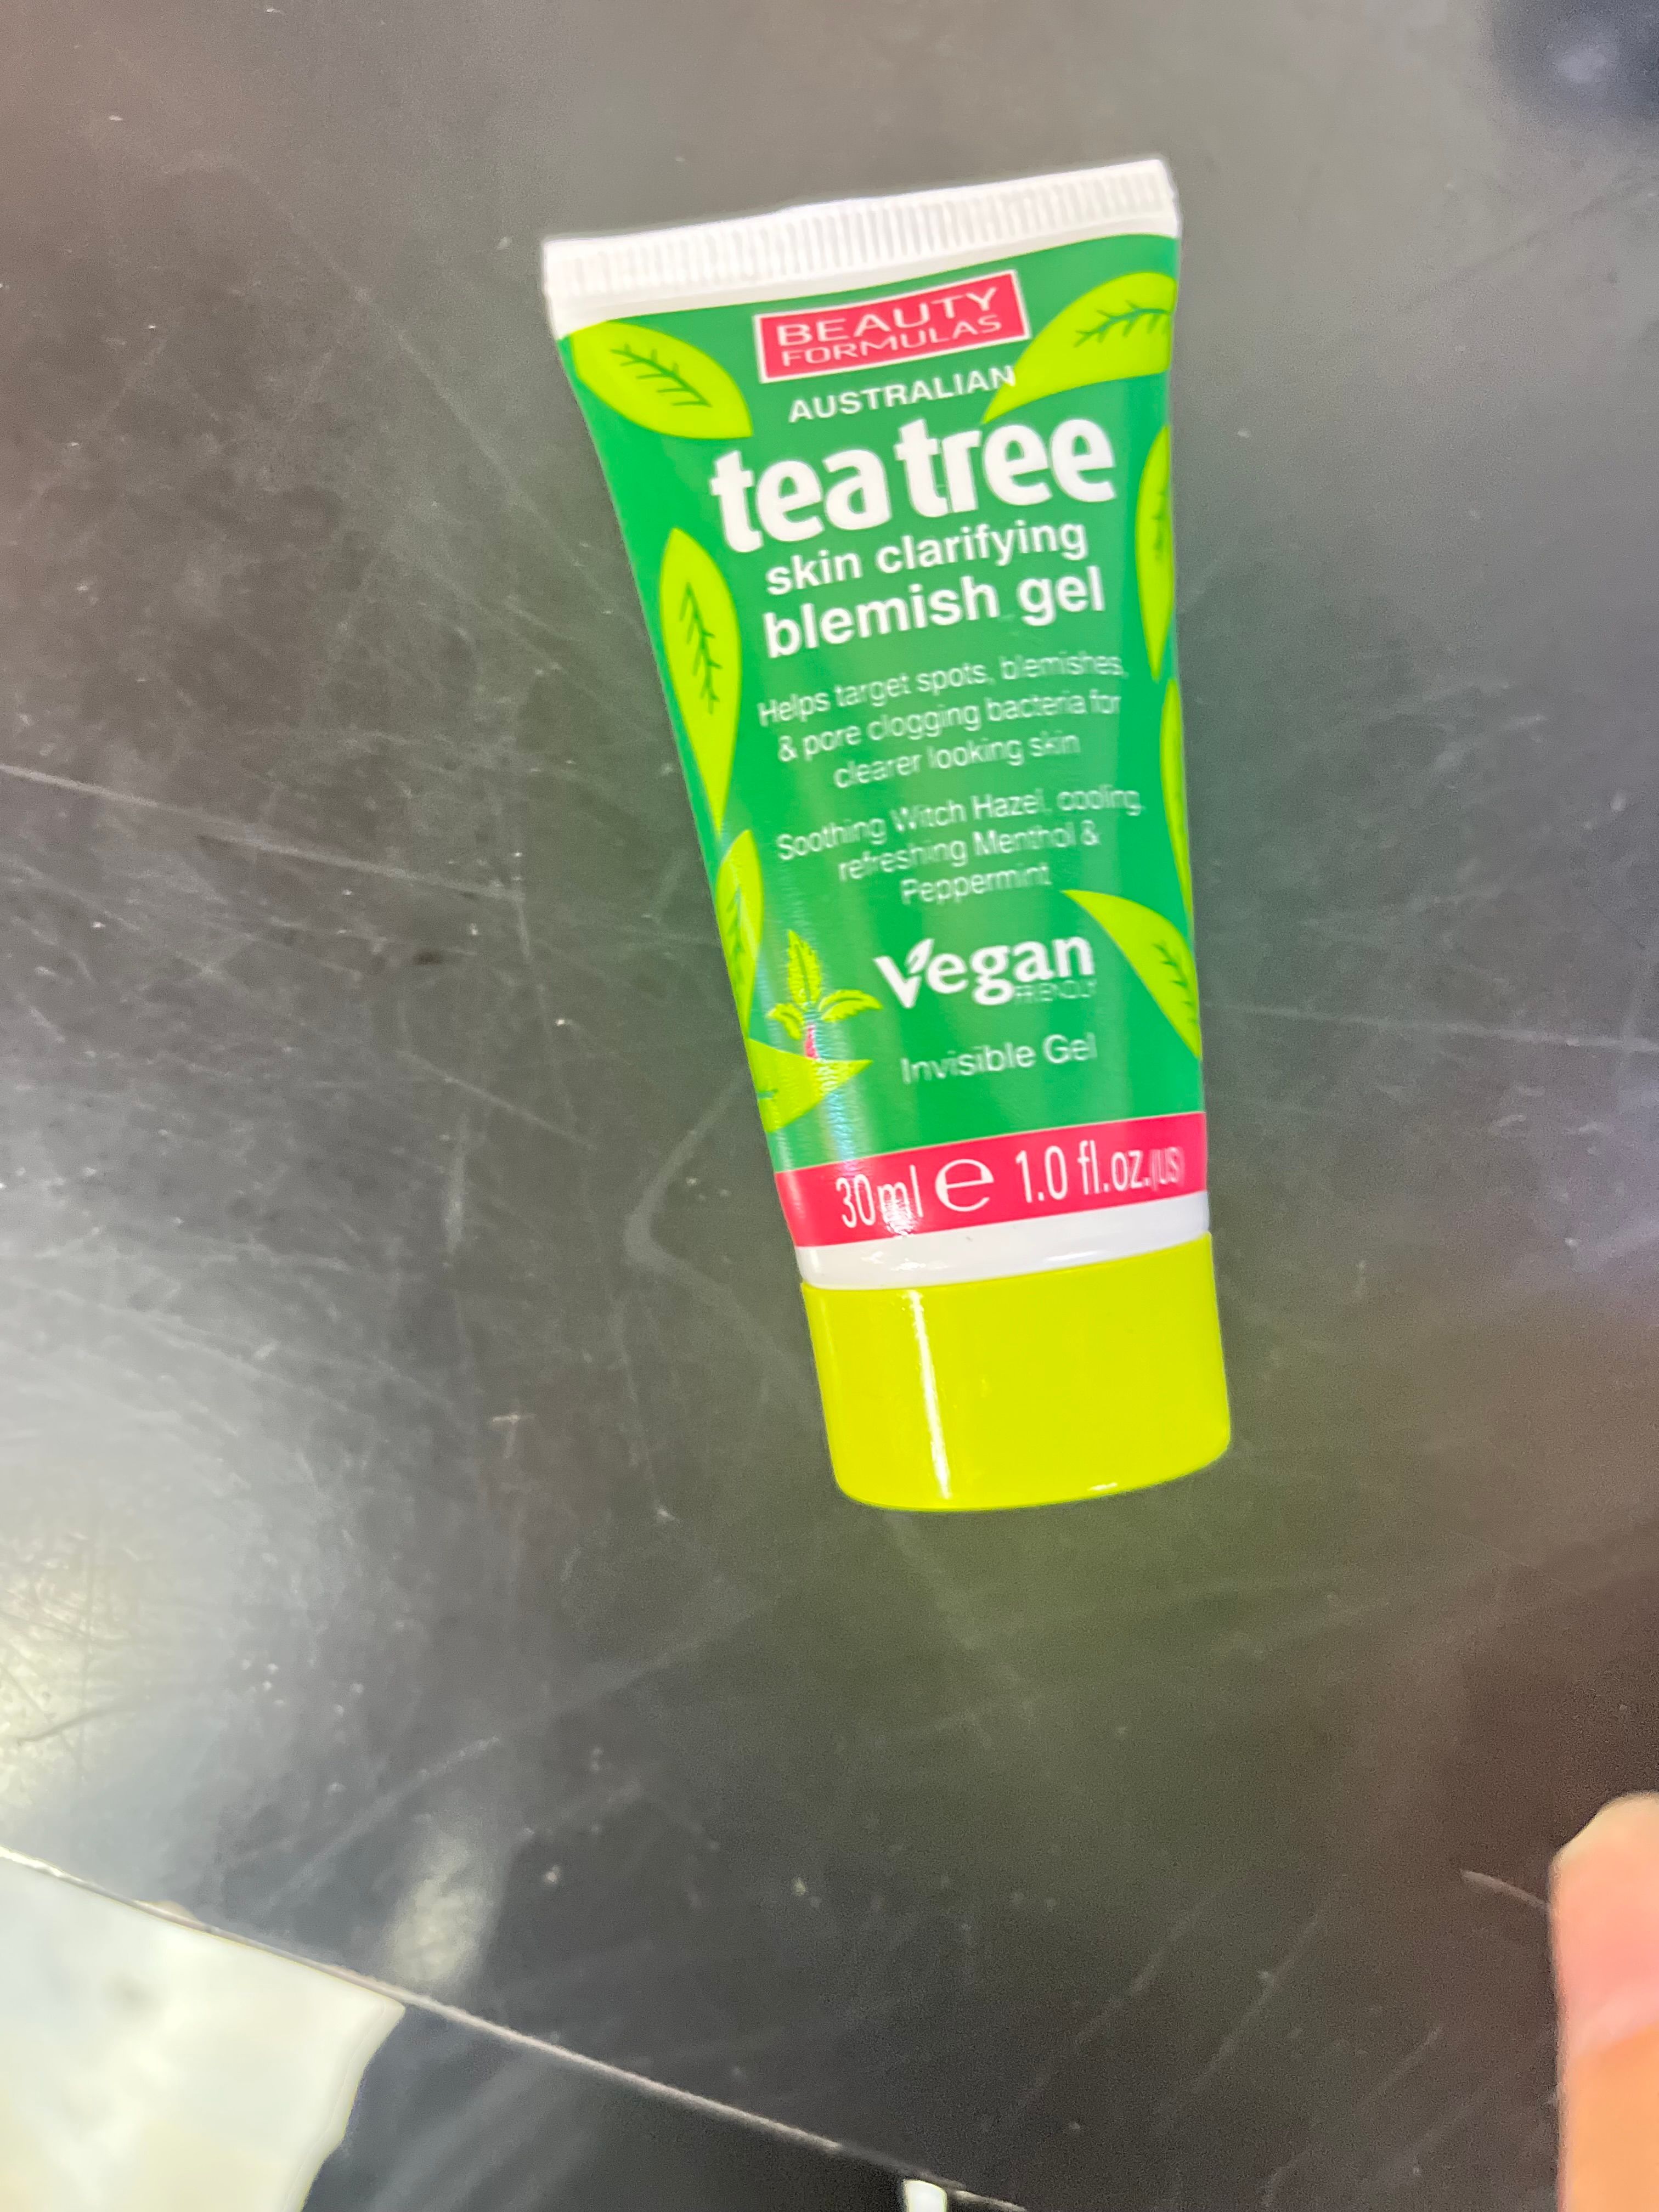 BEAUTY
FORMULAS
AUSTRALIAN
tea tree
skin clarifying
blemish gel
Helps target spots, blemishes,
& pore clogging bacteria for
clearer looking skin
Soothing Witch Hazel, cooling,
refreshing Menthol &
Peppermint
Vegan
FRIENDLY
Invisible Gel
30ml e 1.0 fl.oz.(US)